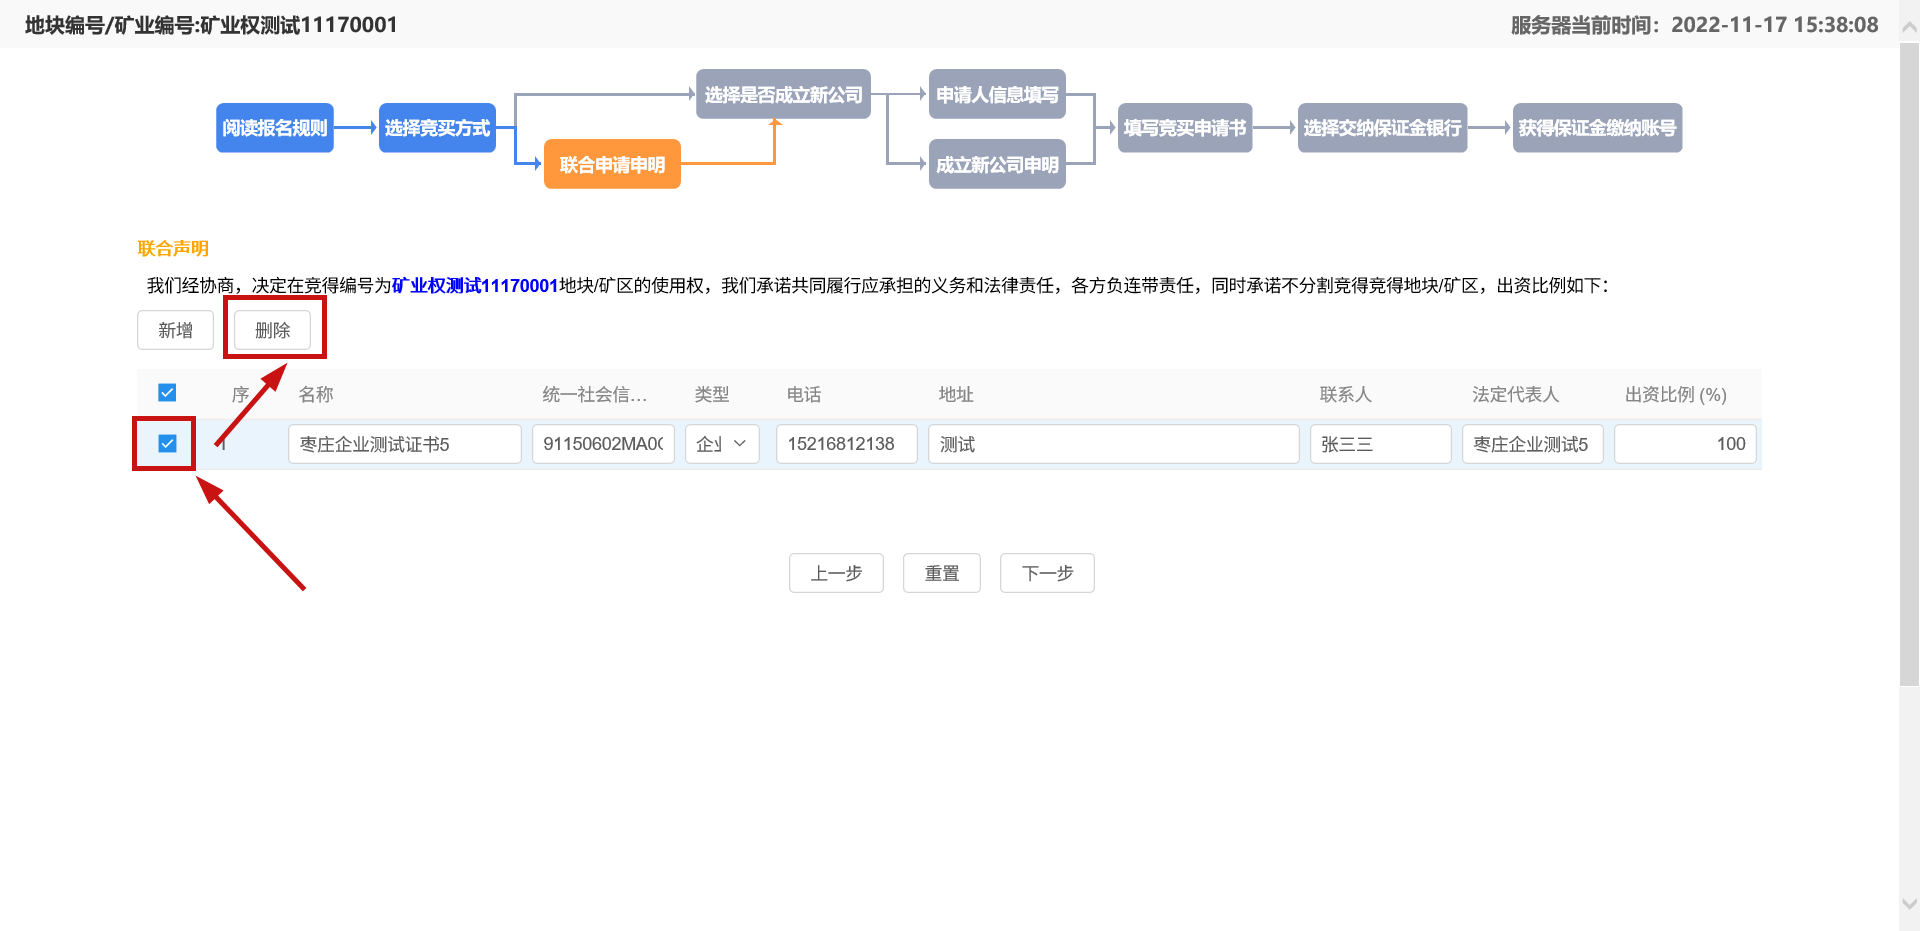 地块编号/矿业编号:矿业权测试11170001
服务器当前时间：2022-11-17 15:38:08
阅读报名规则
选择竞买方式
联合申请申明
选择是否成立新公司
申请人信息填写
成立新公司申明
填写竞买申请书
选择交纳保证金银行
获得保证金缴纳账号
联合声明
我们经协商，决定在竞得编号为矿业权测试11170001地块/矿区的使用权，我们承诺共同履行应承担的义务和法律责任，各方负连带责任，同时承诺不分割竞得竞得地块/矿区，出资比例如下：
新增 删除
序 名称 统一社会信... 类型 电话 地址 联系人 法定代表人 出资比例 (%)
1 枣庄企业测试证书5 91150602MA0 企业 15216812138 测试 张三三 枣庄企业测试5 100
上一步 重置 下一步